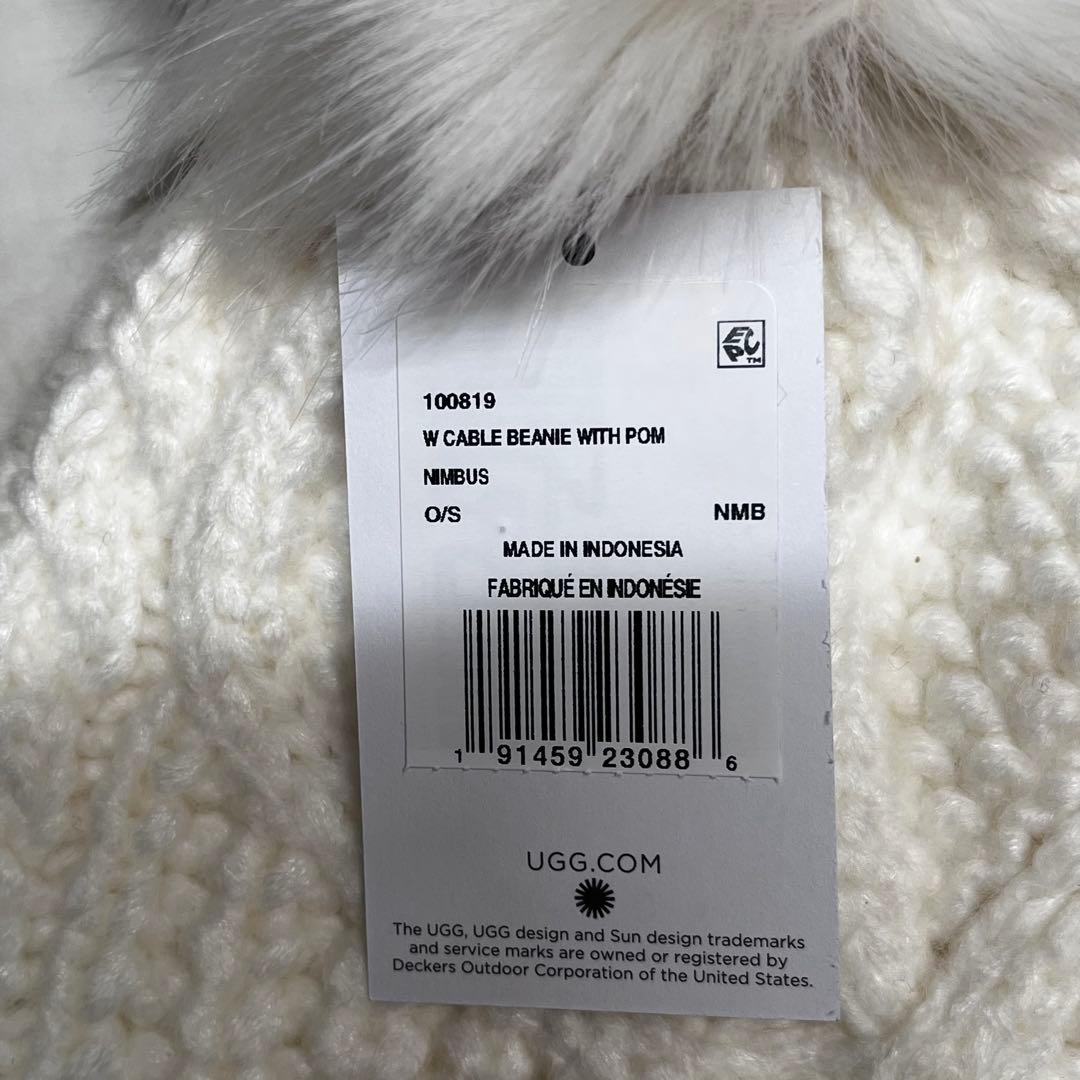 EPC™
100819
W CABLE BEANIE WITH POM
NIMBUS
O/S NMB
MADE IN INDONESIA
FABRIQUÉ EN INDONÉSIE
1 91459 23088 6
UGG.COM
The UGG, UGG design and Sun design trademarks
and service marks are owned or registered by
Deckers Outdoor Corporation of the United States.